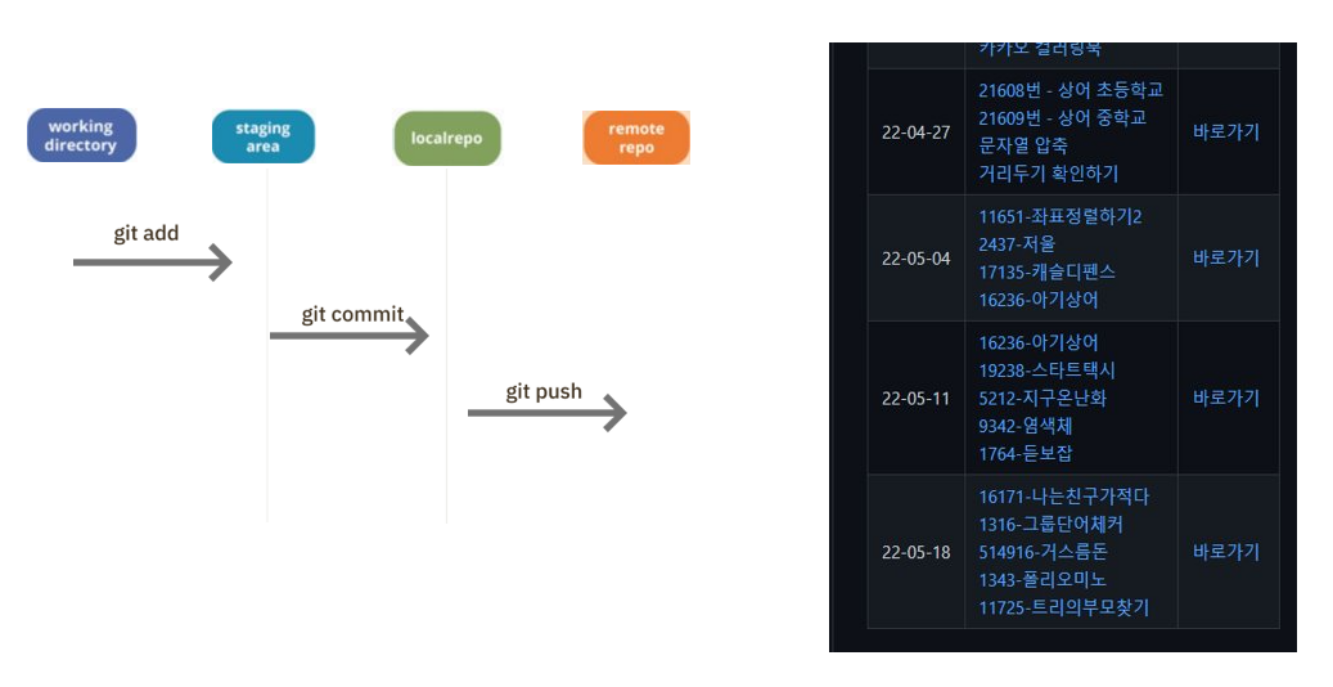 working
directory
staging
area
localrepo
remote
repo
git add
git commit
git push
카카오 컬러링북
22-04-27
21608번 - 상어 초등학교
21609번 - 상어 중학교
문자열 압축
거리두기 확인하기
바로가기
22-05-04
11651-좌표정렬하기2
2437-저울
17135-캐슬디펜스
16236-아기상어
바로가기
22-05-11
16236-아기상어
19238-스타트택시
5212-지구온난화
9342-염색체
1764-듣보잡
바로가기
22-05-18
16171-나는친구가적다
1316-그룹단어체커
514916-거스름돈
1343-폴리오미노
11725-트리의부모찾기
바로가기